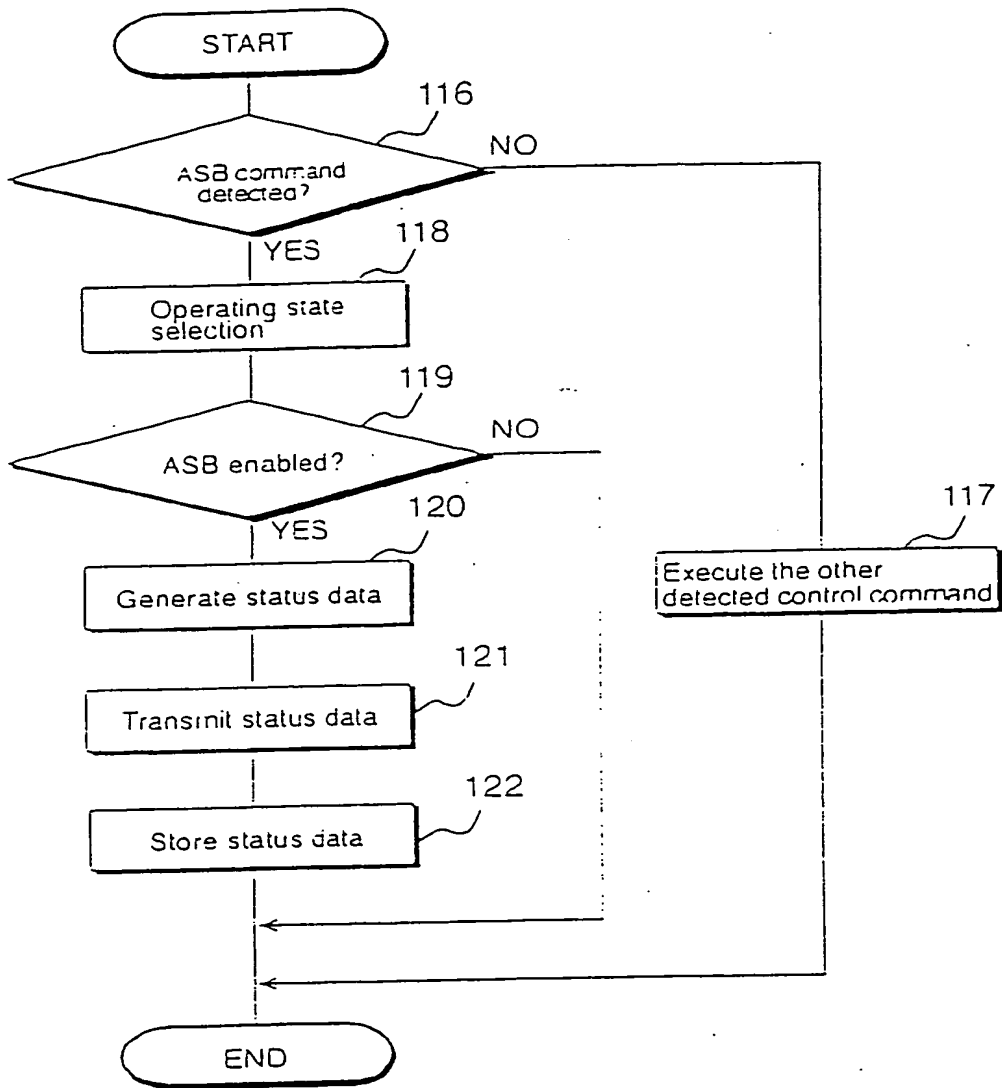 START
116
NO
ASB command
detected?
YES
118
Operating state
selection
119
NO
ASB enabled?
YES
120
Generate status data
117
Execute the other
detected control command
121
Transmit status data
122
Store status data
END